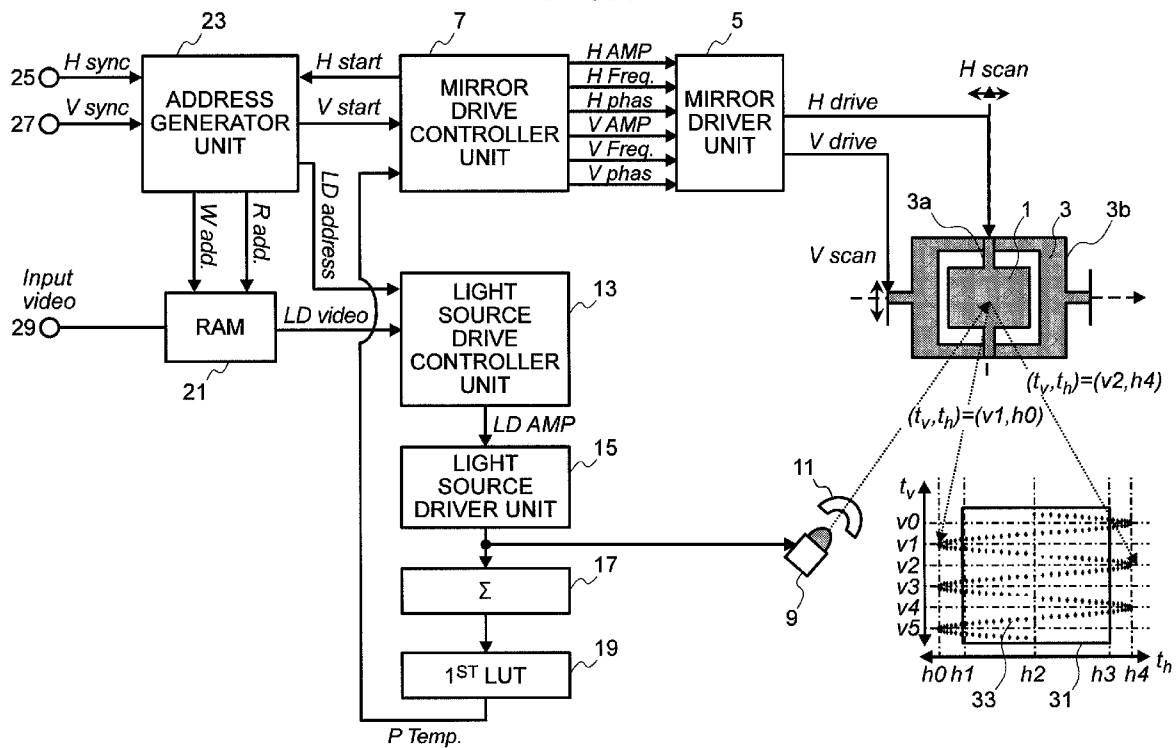 23
7
5
25
H sync
H start
H AMP
H Freq.
H phas
V AMP
V Freq.
V phas
H scan
27
V sync
ADDRESS
GENERATOR
UNIT
V start
MIRROR
DRIVE
CONTROLLER
UNIT
MIRROR
DRIVER
UNIT
H drive
V drive
3a
1
3
3b
V scan
W add.
R add.
LD address
Input
video
29
RAM
21
LD video
LIGHT
SOURCE
DRIVE
CONTROLLER
UNIT
13
(tv,th)=(v2,h4)
(tv,th)=(v1,h0)
LD AMP
LIGHT
SOURCE
DRIVER UNIT
15
11
9
Σ
17
1ST LUT
19
P Temp.
tv
v0
v1
v2
v3
v4
v5
h0
h1
h2
h3
h4
th
33
31